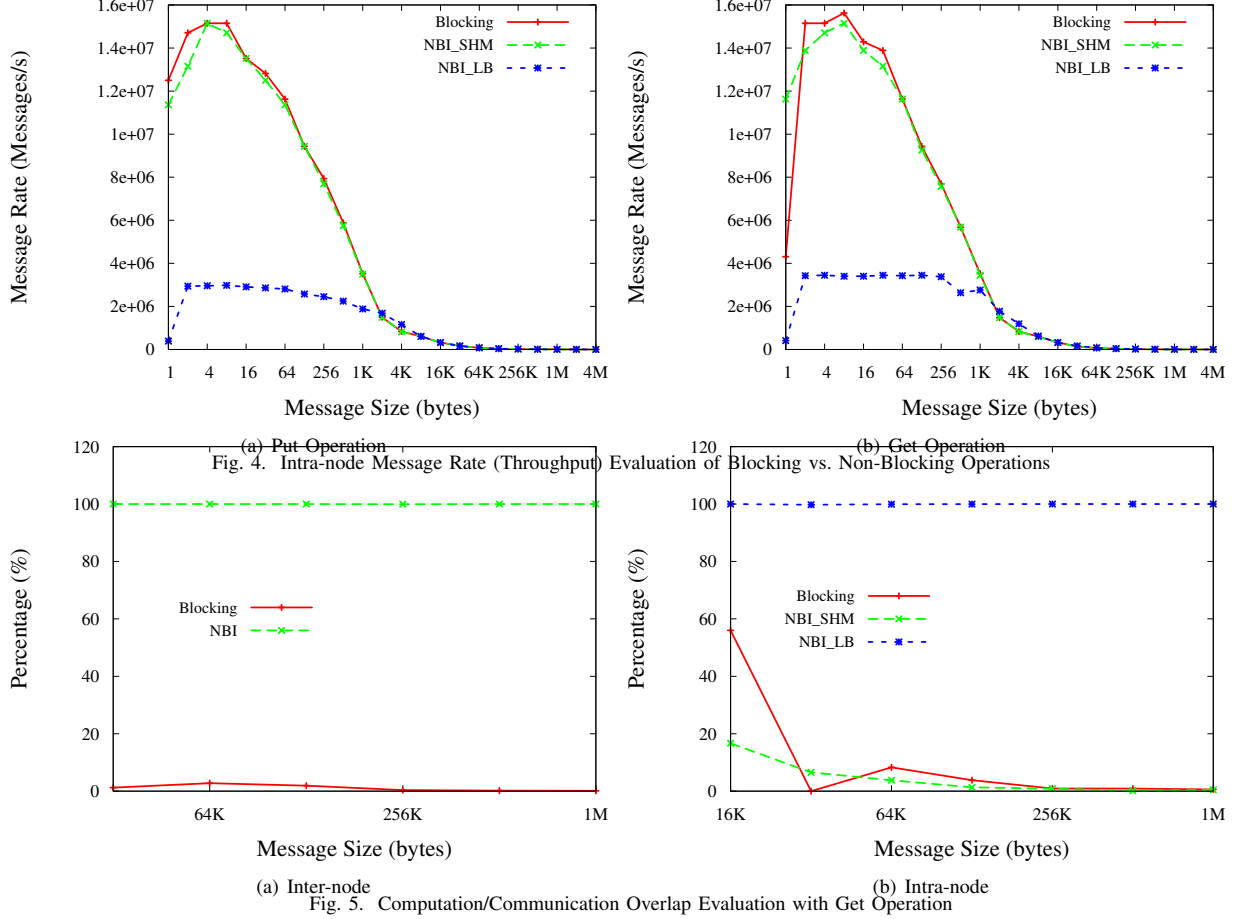 1.6e+07
1.4e+07
1.2e+07
1e+07
8e+06
6e+06
4e+06
2e+06
0
Message Rate (Messages/s)
Blocking
NBI_SHM
NBI_LB
1 4 16 64 256 1K 4K 16K 64K 256K 1M 4M
Message Size (bytes)
(a) Put Operation
1.6e+07
1.4e+07
1.2e+07
1e+07
8e+06
6e+06
4e+06
2e+06
0
Message Rate (Messages/s)
Blocking
NBI_SHM
NBI_LB
1 4 16 64 256 1K 4K 16K 64K 256K 1M 4M
Message Size (bytes)
(b) Get Operation
Fig. 4. Intra-node Message Rate (Throughput) Evaluation of Blocking vs. Non-Blocking Operations
120
100
80
60
40
20
0
Percentage (%)
Blocking
NBI
64K 256K 1M
Message Size (bytes)
(a) Inter-node
120
100
80
60
40
20
0
Percentage (%)
Blocking
NBI_SHM
NBI_LB
16K 64K 256K 1M
Message Size (bytes)
(b) Intra-node
Fig. 5. Computation/Communication Overlap Evaluation with Get Operation